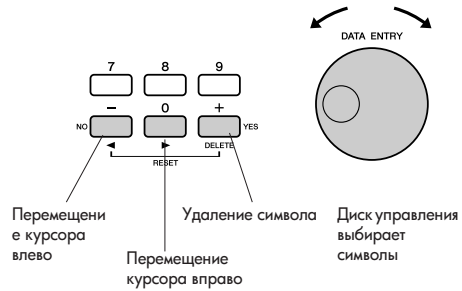 DATA ENTRY
7 8 9
– 0 +
NO YES
◄ ► DELETE
RESET
Перемещени
е курсора
влево
Удаление символа
Диск управления
выбирает
символы
Перемещение
курсора вправо